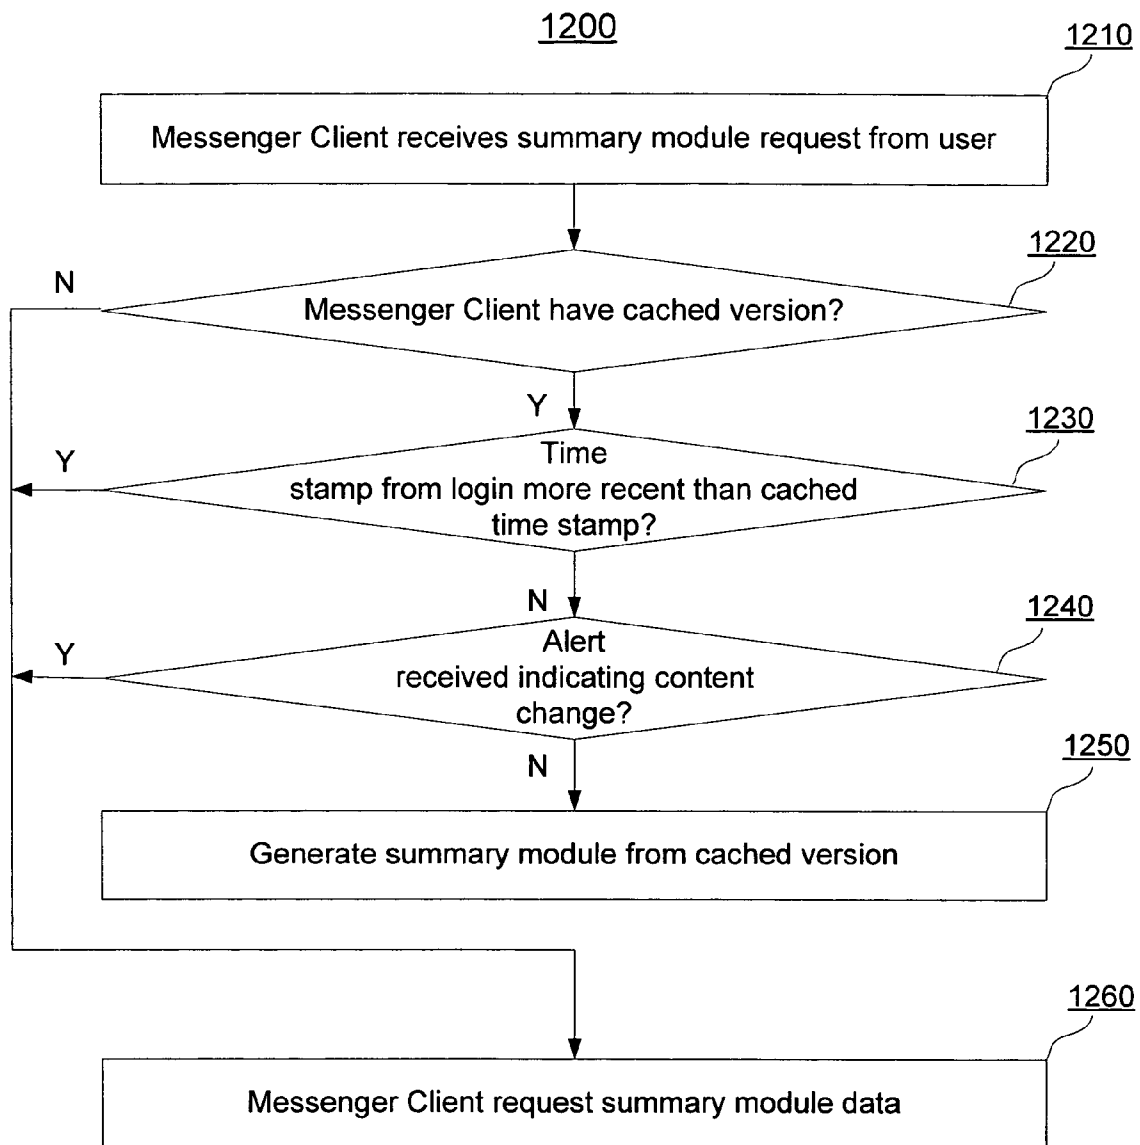 1200
1210
Messenger Client receives summary module request from user
1220
N
Messenger Client have cached version?
Y
1230
Time
Y
stamp from login more recent than cached
time stamp?
N
1240
Alert
Y
received indicating content
change?
N
1250
Generate summary module from cached version
1260
Messenger Client request summary module data